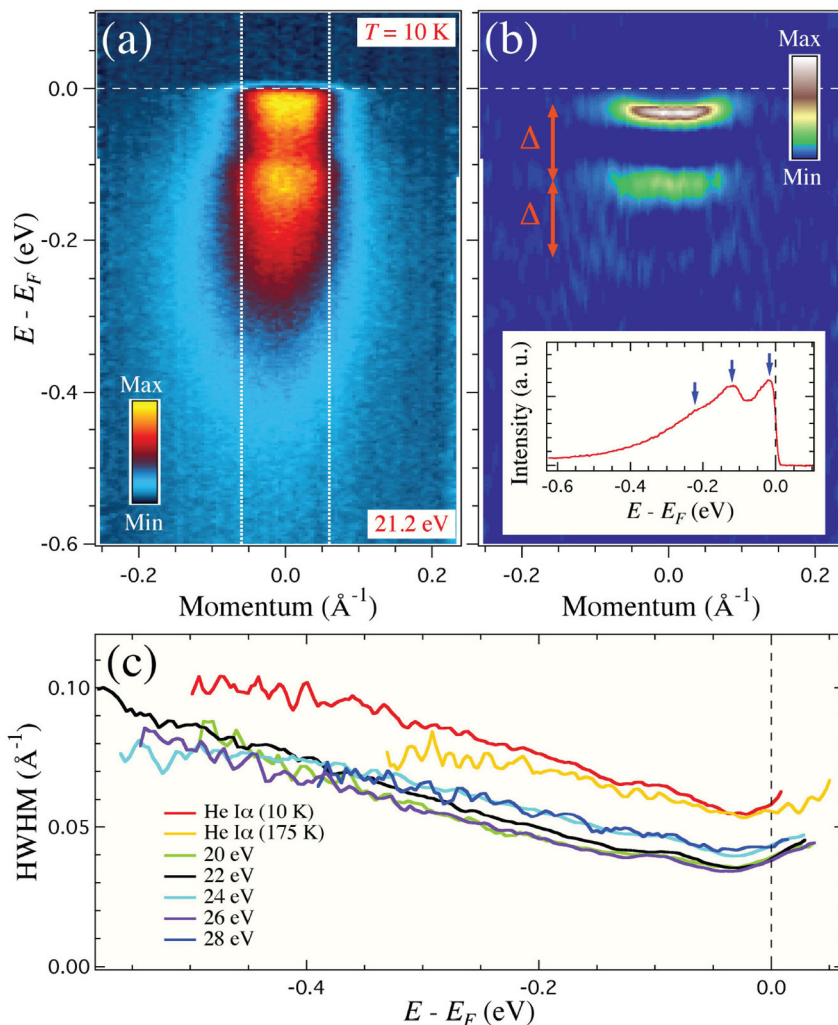 (a)
T = 10 K
(b)
Max
Min
0.0
-0.2
-0.4
-0.6
E - E_F (eV)
Δ
Δ
Max
Min
21.2 eV
Intensity (a. u.)
-0.6
-0.4
-0.2
0.0
E - E_F (eV)
-0.2
0.0
0.2
Momentum (Å⁻¹)
-0.2
0.0
0.2
Momentum (Å⁻¹)
(c)
0.10
0.05
0.00
HWHM (Å⁻¹)
He Iα (10 K)
He Iα (175 K)
20 eV
22 eV
24 eV
26 eV
28 eV
-0.4
-0.2
0.0
E - E_F (eV)